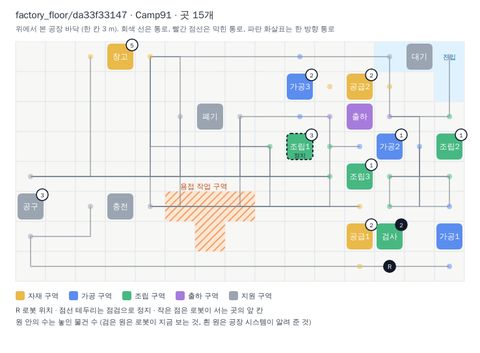 factory_floor/da33f33147 · Camp91 · 곳 15개
위에서 본 공장 바닥 (한 칸 3 m). 회색 선은 통로, 빨간 점선은 막힌 통로, 파란 화살표는 한 방향 통로
창고 5
대기
진입
가공3 2
공급2 2
폐기
출하
조립1 3
가공2 1
조립2 1
조립3 1
용접 작업 구역
공구 3
충전
공급1 2
검사 2
가공1
R
자재 구역
가공 구역
조립 구역
출하 구역
지원 구역
R 로봇 위치 · 점선 테두리는 점검으로 정지 · 작은 점은 로봇이 서는 곳의 앞 칸
원 안의 수는 놓인 물건 수 (검은 원은 로봇이 지금 보는 것, 흰 원은 공장 시스템이 알려 준 것)